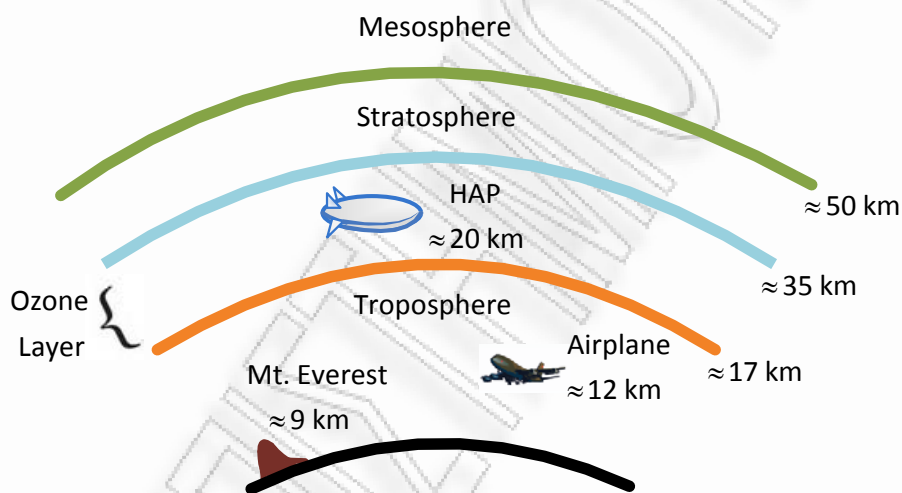 Mesosphere
Stratosphere
HAP
≈ 20 km
≈ 50 km
≈ 35 km
Ozone
Layer
Troposphere
Airplane
≈ 12 km
≈ 17 km
Mt. Everest
≈ 9 km